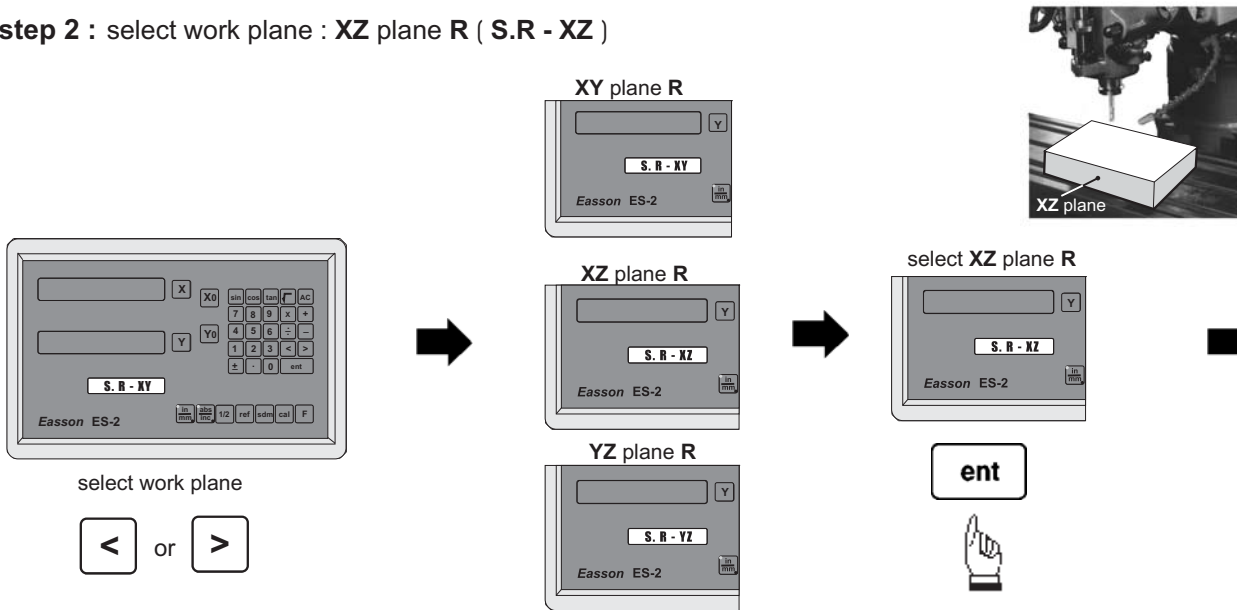 step 2 : select work plane : XZ plane R ( S.R - XZ )
XZ plane
X
Y
X0
Y0
sin cos tan √ AC
7 8 9 x +
4 5 6 ÷ −
1 2 3 < >
± · 0 ent
S. R - XY
Easson ES-2
in mm abs inc 1/2 ref sdm cal F
select work plane
< or >
XY plane R
Y
S. R - XY
in mm
Easson ES-2
XZ plane R
Y
S. R - XZ
in mm
Easson ES-2
YZ plane R
Y
S. R - YZ
in mm
Easson ES-2
select XZ plane R
Y
S. R - XZ
in mm
Easson ES-2
ent